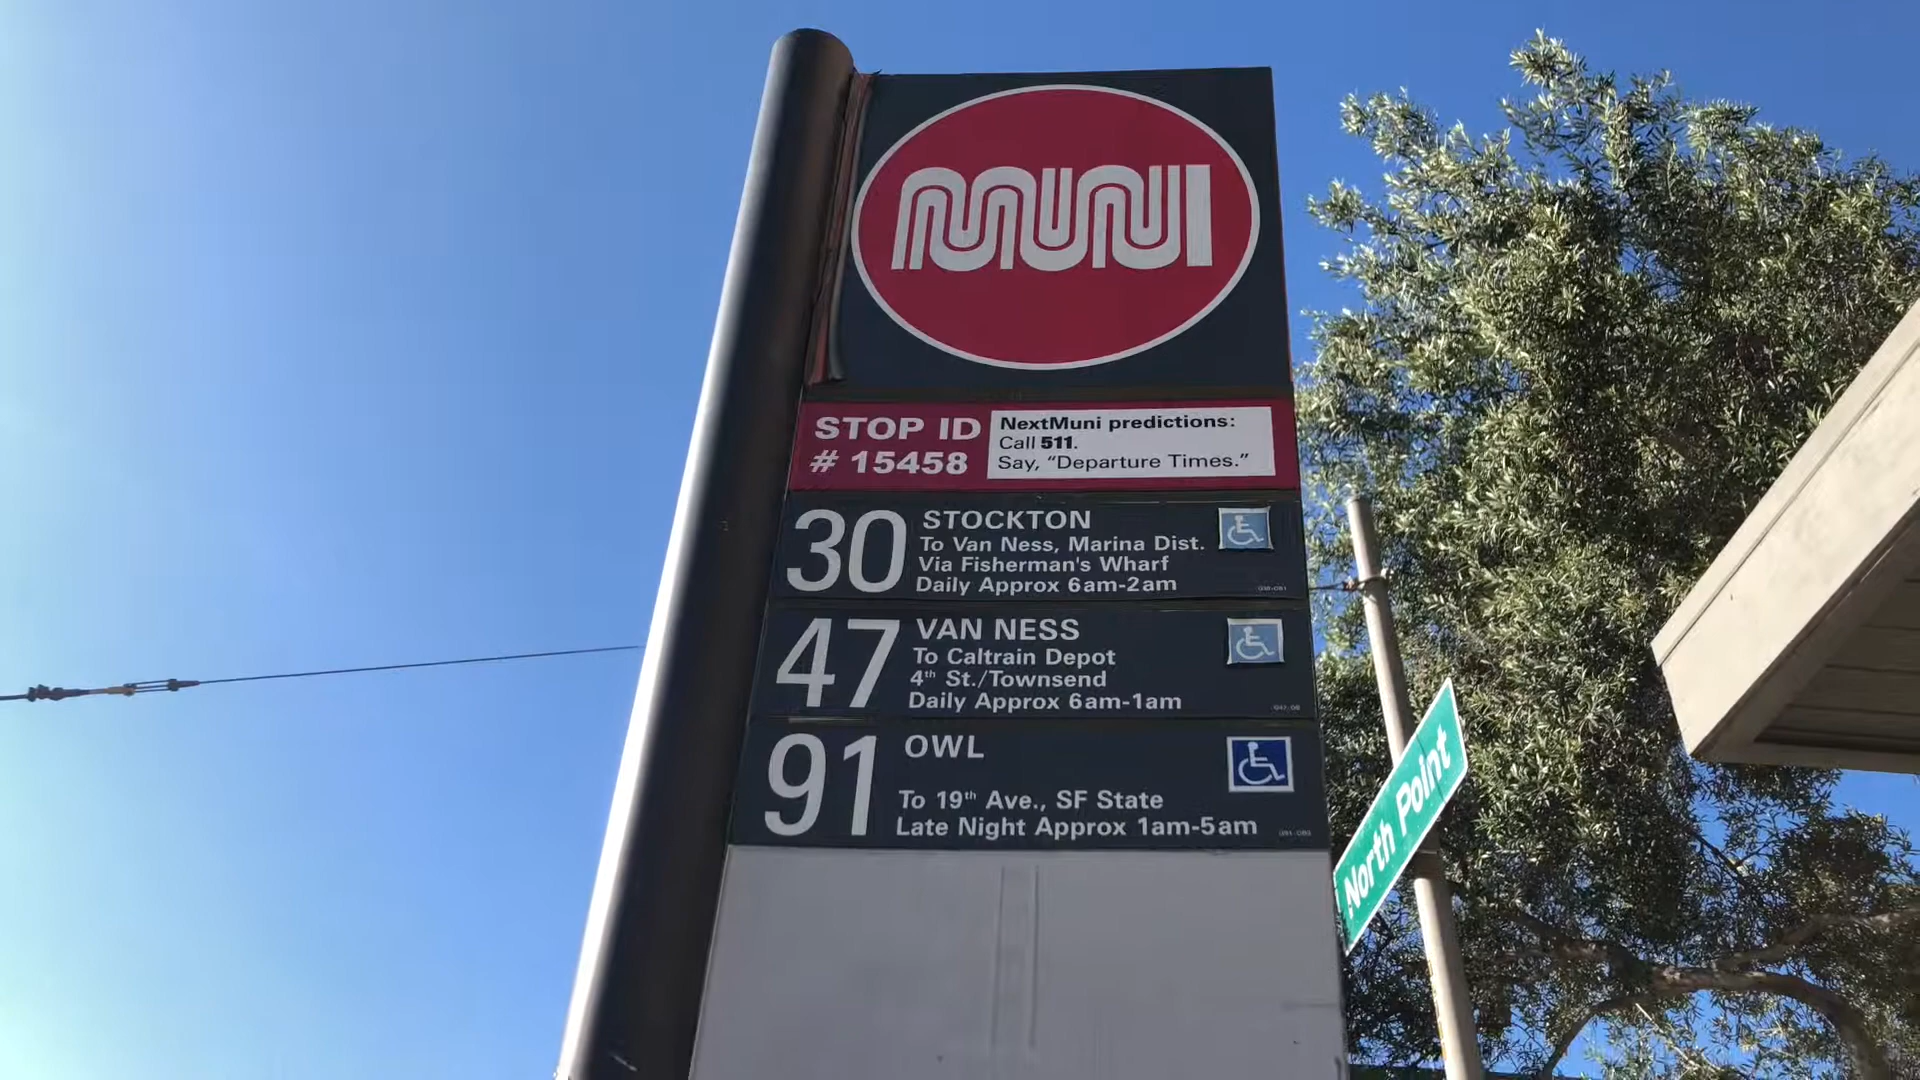 MUNI
STOP ID
# 15458
NextMuni predictions:
Call 511.
Say, “Departure Times.”
30
STOCKTON
To Van Ness, Marina Dist.
Via Fisherman's Wharf
Daily Approx 6am-2am
47
VAN NESS
To Caltrain Depot
4th St./Townsend
Daily Approx 6am-1am
91
OWL
To 19th Ave., SF State
Late Night Approx 1am-5am
North Point